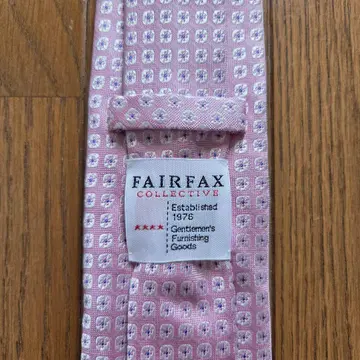 FAIRFAX
COLLECTIVE
Established
1976
Gentlemen's
Furnishing
Goods